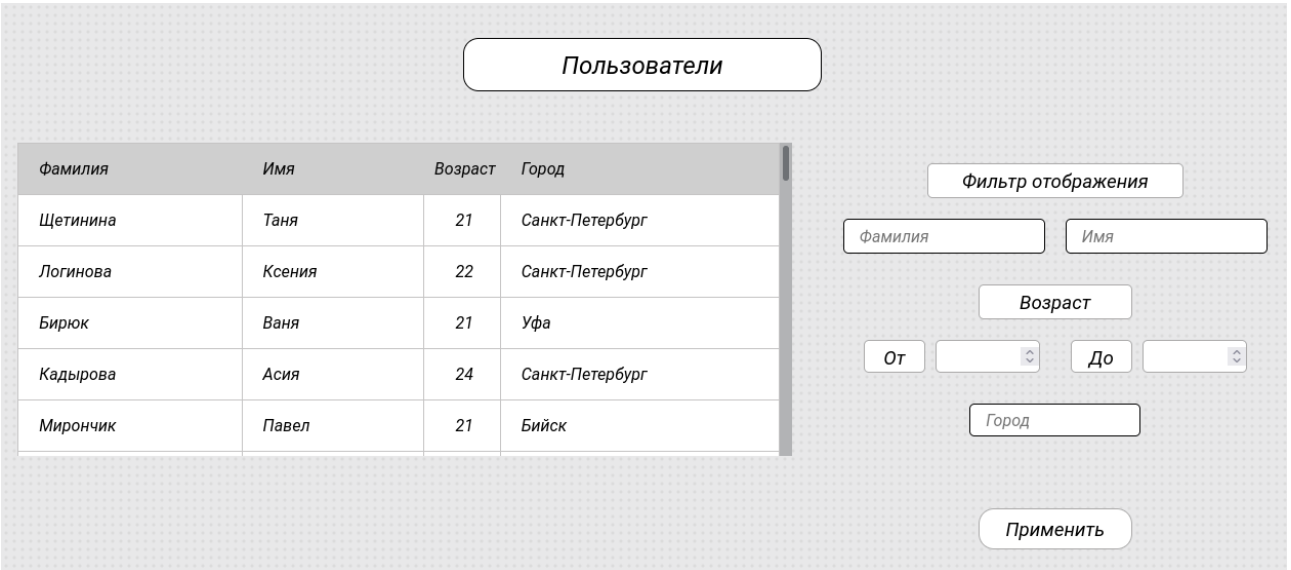 Пользователи
Фамилия Имя Возраст Город
Щетинина Таня 21 Санкт-Петербург
Логинова Ксения 22 Санкт-Петербург
Бирюк Ваня 21 Уфа
Кадырова Асия 24 Санкт-Петербург
Мирончик Павел 21 Бийск
Фильтр отображения
Фамилия Имя
Возраст
От До
Город
Применить